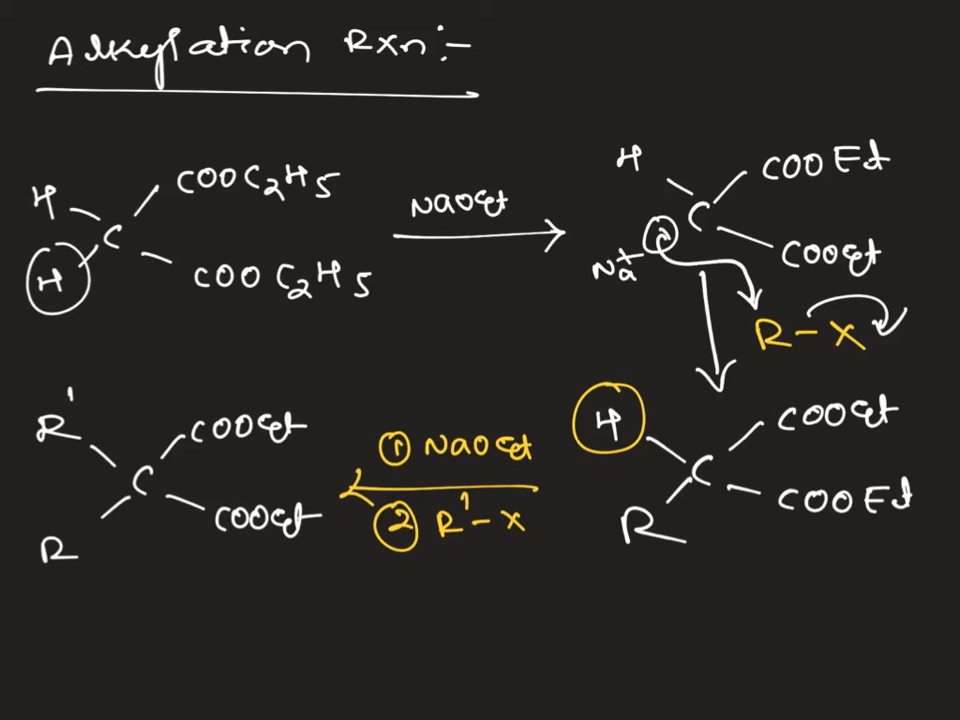 Alkylation Rxn:-
H
COOC2H5
C
H
COOC2H5
NaOEt
H
COOEt
C
Na+
COOEt
R-X
H
COOEt
C
R
COOEt
① NaOEt
② R'-X
R'
COOEt
C
COOEt
R